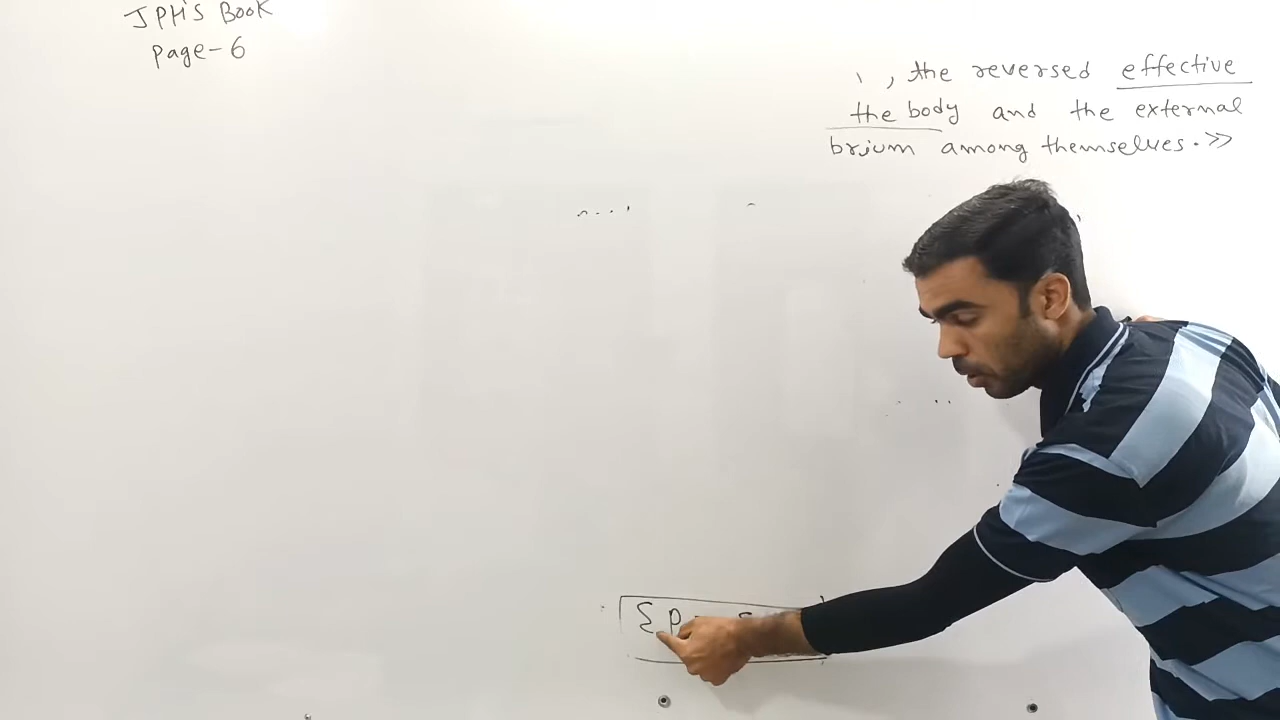 JPH'S BOOK
page-6
, the reversed effective
the body and the external
brium among themselves.>>
Σ P